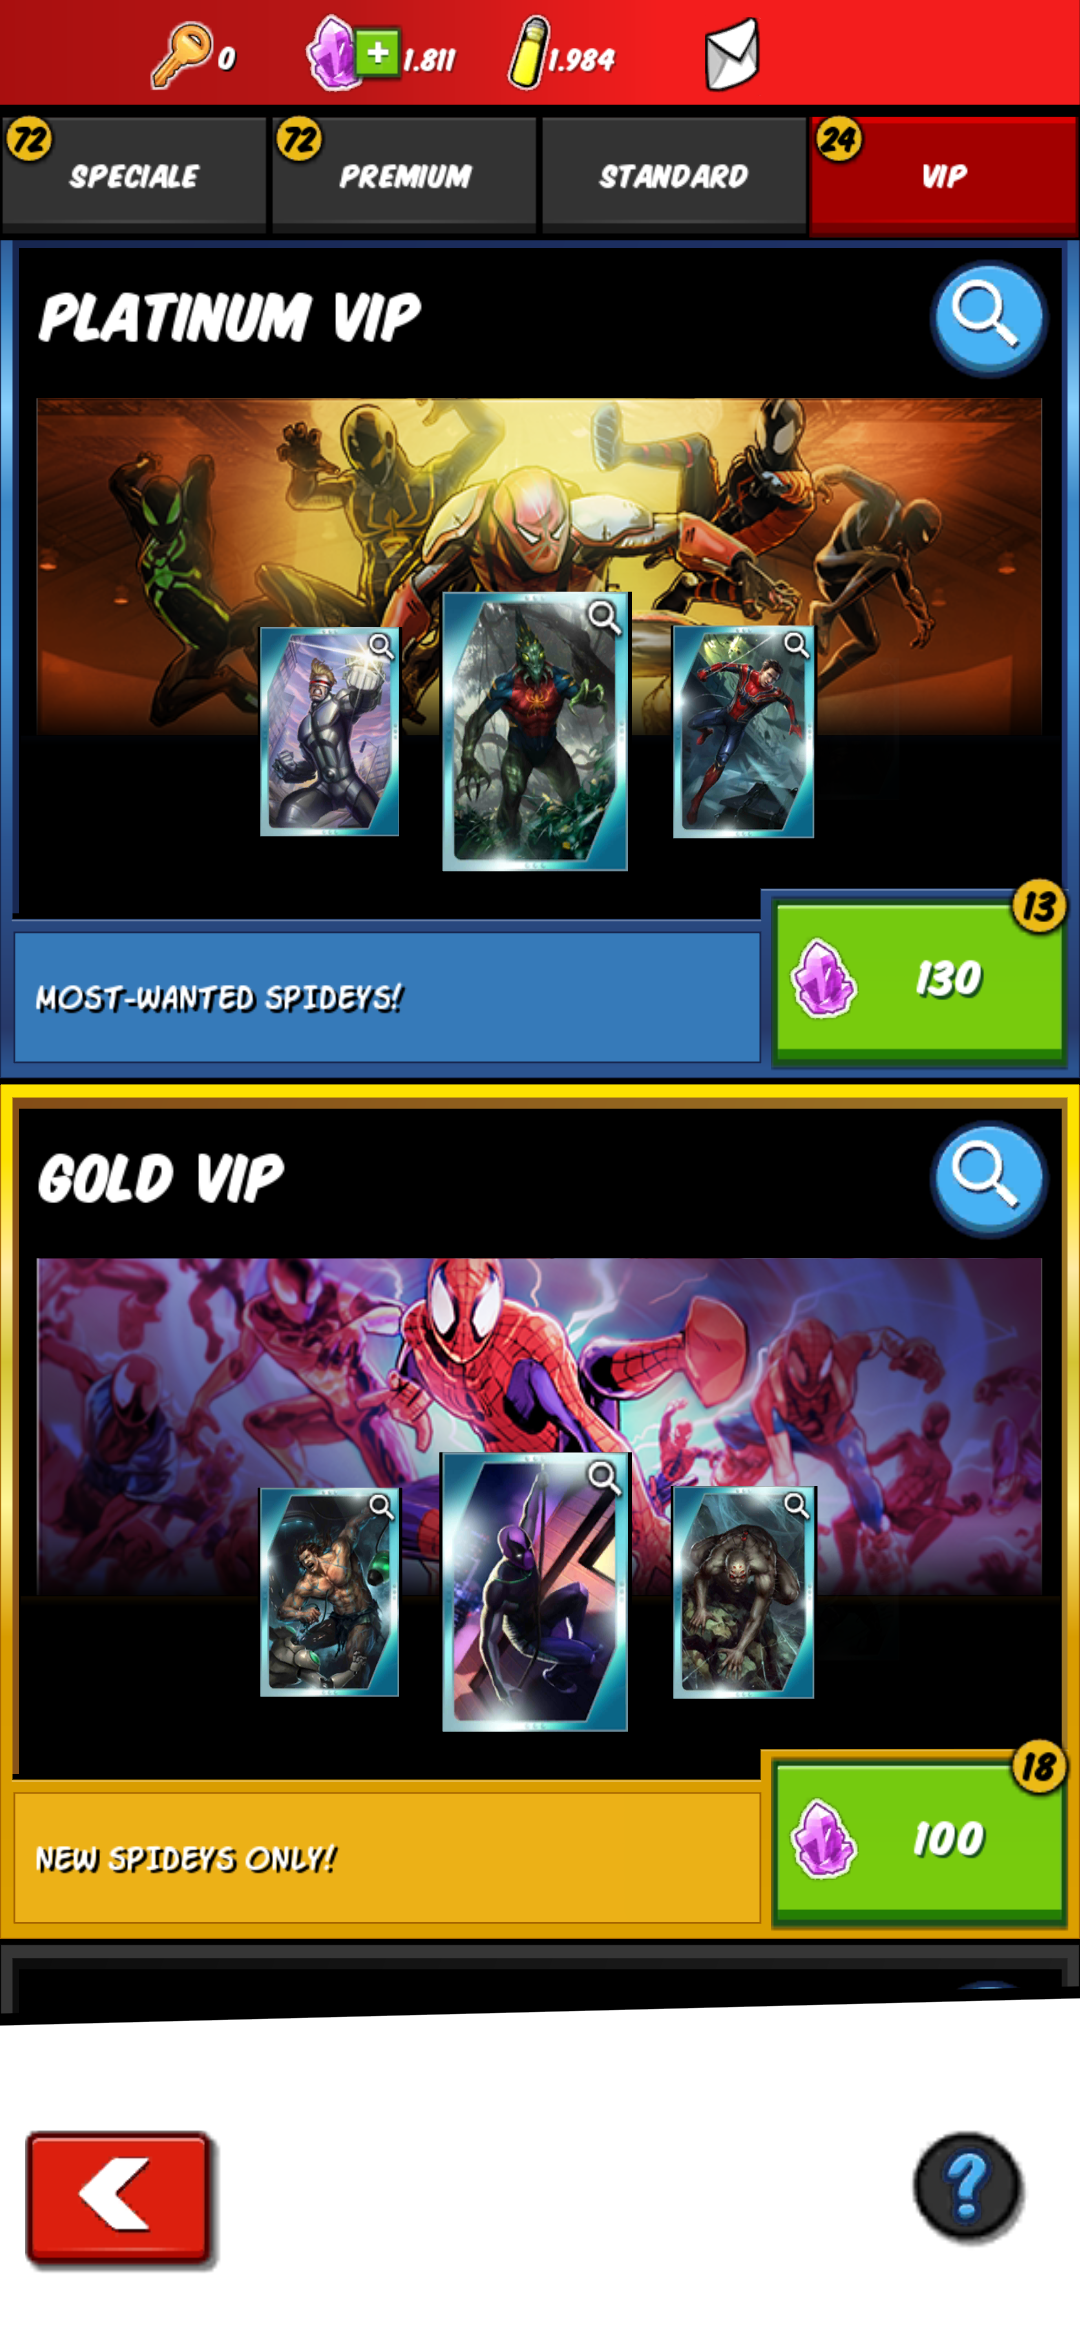 0
1.811
1.984
72
SPECIALE
72
PREMIUM
STANDARD
24
VIP
PLATINUM VIP
13
130
MOST-WANTED SPIDEYS!
GOLD VIP
18
100
NEW SPIDEYS ONLY!
?